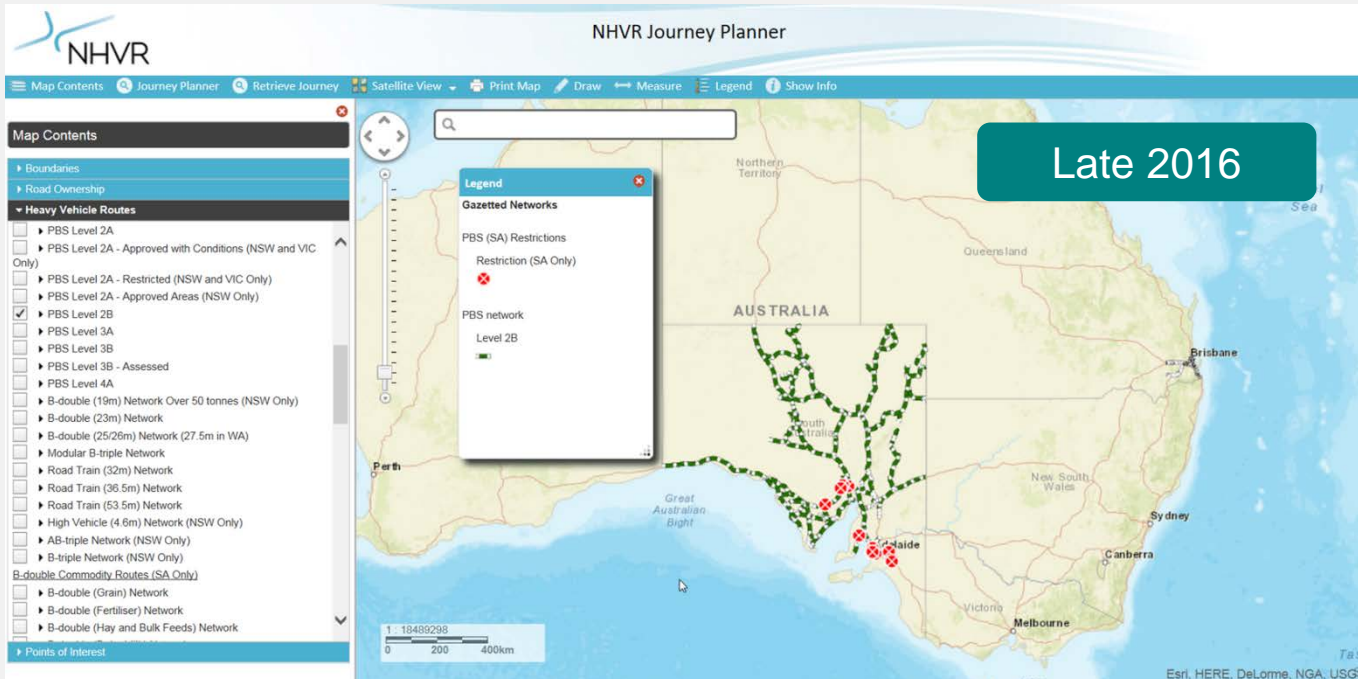 NHVR
NHVR Journey Planner
Map Contents Journey Planner Retrieve Journey Satellite View Print Map Draw Measure Legend Show Info
Map Contents
Boundaries
Road Ownership
Heavy Vehicle Routes
PBS Level 2A
PBS Level 2A - Approved with Conditions (NSW and VIC
Only)
PBS Level 2A - Restricted (NSW and VIC Only)
PBS Level 2A - Approved Areas (NSW Only)
PBS Level 2B
PBS Level 3A
PBS Level 3B
PBS Level 3B - Assessed
PBS Level 4A
B-double (19m) Network Over 50 tonnes (NSW Only)
B-double (23m) Network
B-double (25/26m) Network (27.5m in WA)
Modular B-triple Network
Road Train (32m) Network
Road Train (36.5m) Network
Road Train (53.5m) Network
High Vehicle (4.6m) Network (NSW Only)
AB-triple Network (NSW Only)
B-triple Network (NSW Only)
B-double Commodity Routes (SA Only)
B-double (Grain) Network
B-double (Fertiliser) Network
B-double (Hay and Bulk Feeds) Network
Points of Interest
Legend
Gazetted Networks
PBS (SA) Restrictions
Restriction (SA Only)
PBS network
Level 2B
Late 2016
Northern
Territory
Sea
Queensland
AUSTRALIA
Brisbane
Perth
New South
Wales
Great
Australian
Bight
Sydney
Canberra
Victoria
Melbourne
1 : 18489298
0 200 400km
Esri, HERE, DeLorme, NGA, USG